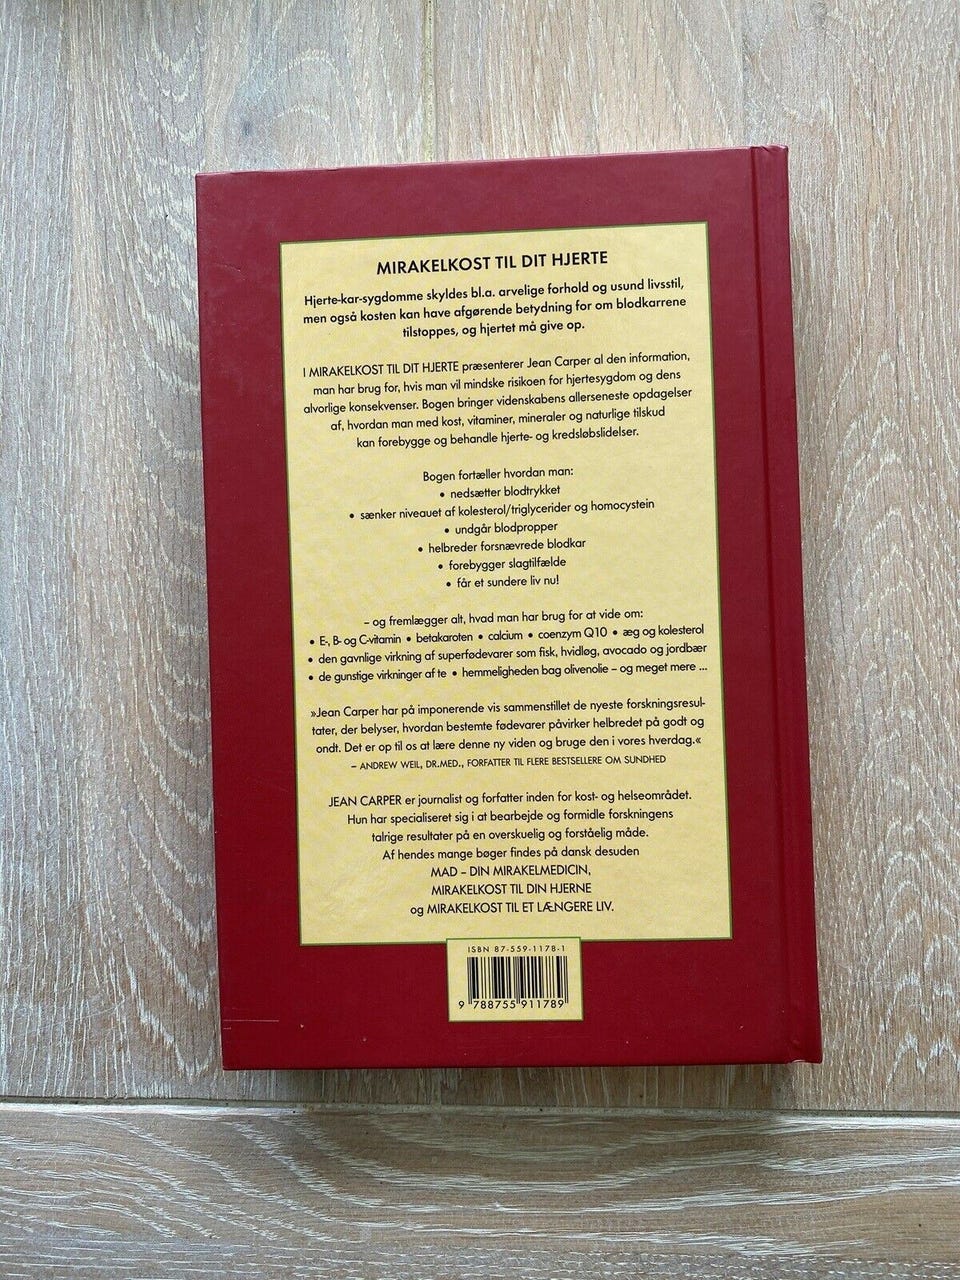 MIRAKELKOST TIL DIT HJERTE
Hjerte-kar-sygdomme skyldes bl.a. arvelige forhold og usund livsstil,
men også kosten kan have afgørende betydning for om blodkarrene
tilstoppes, og hjertet må give op.
I MIRAKELKOST TIL DIT HJERTE præsenterer Jean Carper al den information,
man har brug for, hvis man vil mindske risikoen for hjertesygdom og dens
alvorlige konsekvenser. Bogen bringer videnskabens allerseneste opdagelser
af, hvordan man med kost, vitaminer, mineraler og naturlige tilskud
kan forebygge og behandle hjerte- og kredsløbslidelser.
Bogen fortæller hvordan man:
• nedsætter blodtrykket
• sænker niveauet af kolesterol/triglycerider og homocystein
• undgår blodpropper
• helbreder forsnævrede blodkar
• forebygger slagtilfælde
• får et sundere liv nu!
– og fremlægger alt, hvad man har brug for at vide om:
• E-, B- og C-vitamin • betakaroten • calcium • coenzym Q10 • æg og kolesterol
• den gavnlige virkning af superfødevarer som fisk, hvidløg, avocado og jordbær
• de gunstige virkninger af te • hemmeligheden bag olivenolie – og meget mere ...
»Jean Carper har på imponerende vis sammenstillet de nyeste forskningsresul-
tater, der belyser, hvordan bestemte fødevarer påvirker helbredet på godt og
ondt. Det er op til os at lære denne ny viden og bruge den i vores hverdag.«
– ANDREW WEIL, DR.MED., FORFATTER TIL FLERE BESTSELLERE OM SUNDHED
JEAN CARPER er journalist og forfatter inden for kost- og helseområdet.
Hun har specialiseret sig i at bearbejde og formidle forskningens
talrige resultater på en overskuelig og forståelig måde.
Af hendes mange bøger findes på dansk desuden
MAD – DIN MIRAKELMEDICIN,
MIRAKELKOST TIL DIN HJERNE
og MIRAKELKOST TIL ET LÆNGERE LIV.
ISBN 87-559-1178-1
9 788755 911789